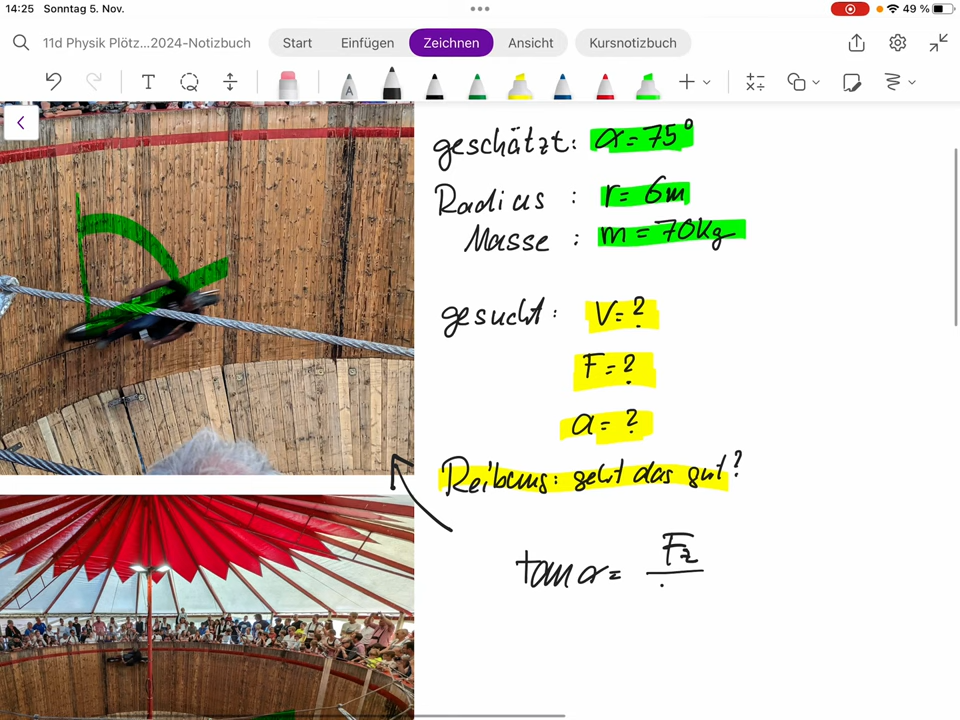 14:25 Sonntag 5. Nov.
49 %
11d Physik Plötz...2024-Notizbuch
Start
Einfügen
Zeichnen
Ansicht
Kursnotizbuch
T
A
geschätzt: α = 75°
Radius : r = 6m
Masse : m = 70kg
gesucht: V = ?
F = ?
a = ?
Reibung: geht das gut?
tan α = Fz